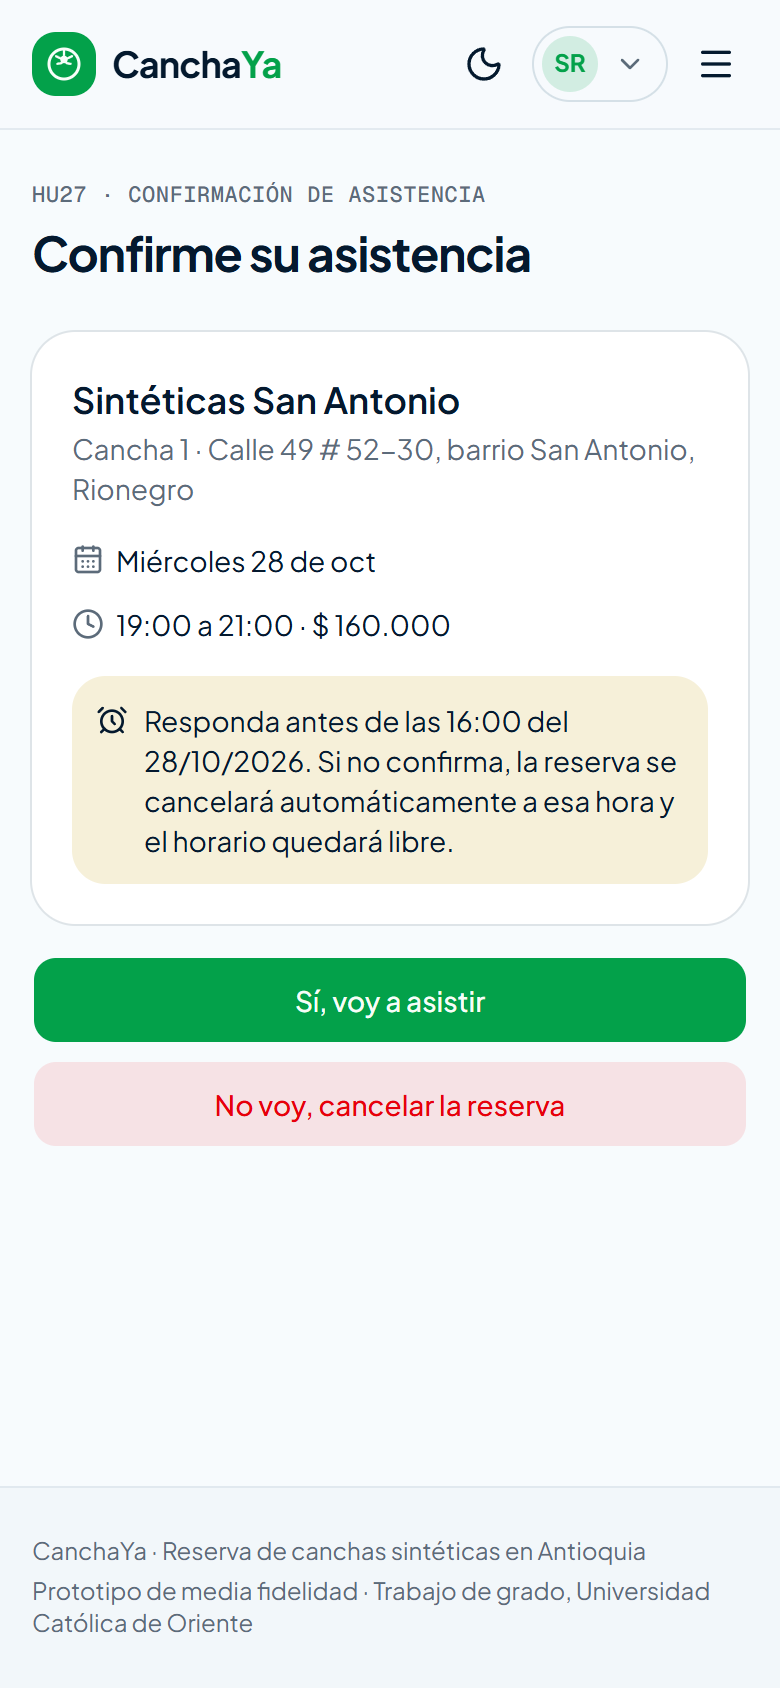 CanchaYa
SR
HU27 · CONFIRMACIÓN DE ASISTENCIA
Confirme su asistencia
Sintéticas San Antonio
Cancha 1 · Calle 49 # 52–30, barrio San Antonio,
Rionegro
Miércoles 28 de oct
19:00 a 21:00 · $ 160.000
Responda antes de las 16:00 del
28/10/2026. Si no confirma, la reserva se
cancelará automáticamente a esa hora y
el horario quedará libre.
Sí, voy a asistir
No voy, cancelar la reserva
CanchaYa · Reserva de canchas sintéticas en Antioquia
Prototipo de media fidelidad · Trabajo de grado, Universidad
Católica de Oriente